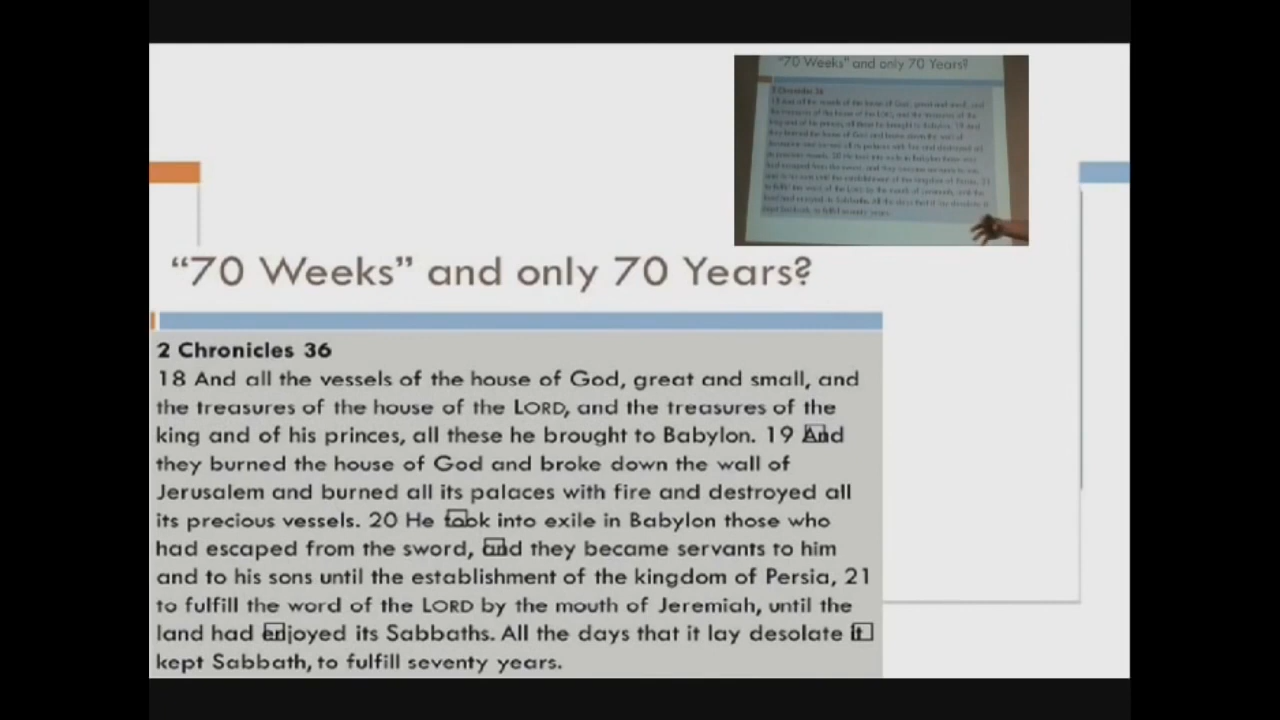 "70 Weeks" and only 70 Years?
“70 Weeks” and only 70 Years?
2 Chronicles 36
18 And all the vessels of the house of God, great and small, and
the treasures of the house of the LORD, and the treasures of the
king and of his princes, all these he brought to Babylon. 19 And
they burned the house of God and broke down the wall of
Jerusalem and burned all its palaces with fire and destroyed all
its precious vessels. 20 He took into exile in Babylon those who
had escaped from the sword, and they became servants to him
and to his sons until the establishment of the kingdom of Persia, 21
to fulfill the word of the LORD by the mouth of Jeremiah, until the
land had enjoyed its Sabbaths. All the days that it lay desolate it
kept Sabbath, to fulfill seventy years.